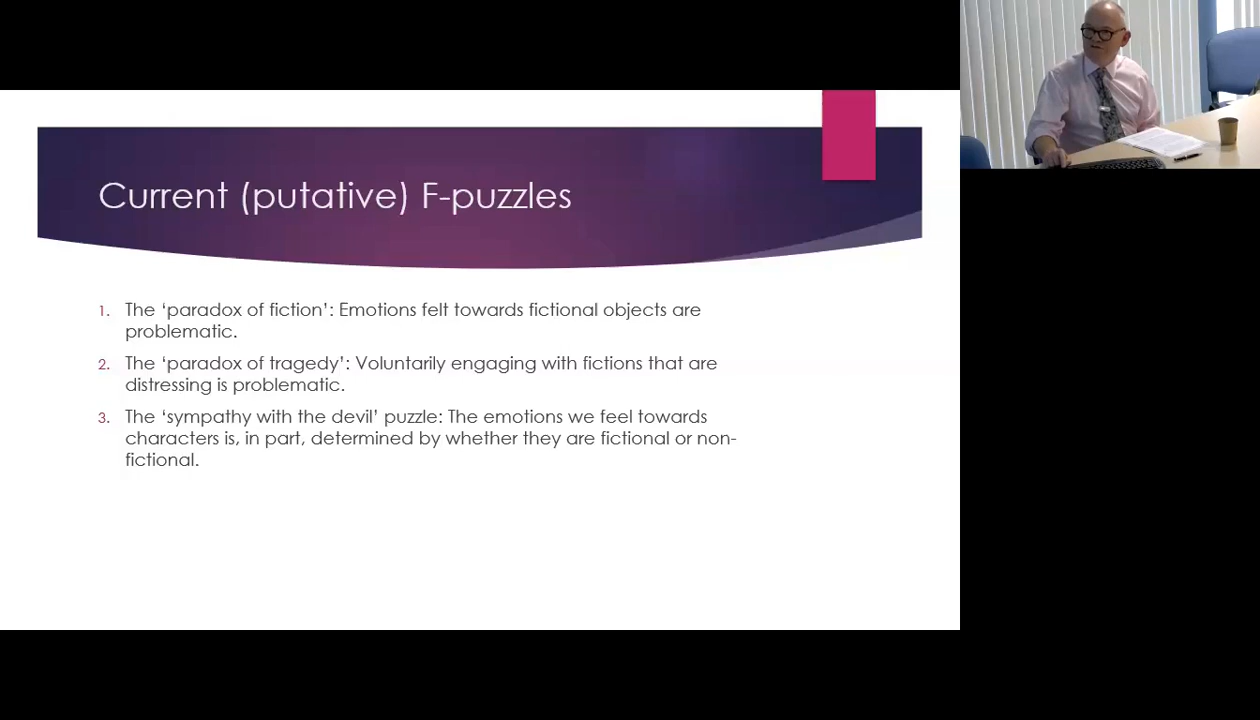 Current (putative) F-puzzles
1. The ‘paradox of fiction’: Emotions felt towards fictional objects are
problematic.
2. The ‘paradox of tragedy’: Voluntarily engaging with fictions that are
distressing is problematic.
3. The ‘sympathy with the devil’ puzzle: The emotions we feel towards
characters is, in part, determined by whether they are fictional or non-
fictional.